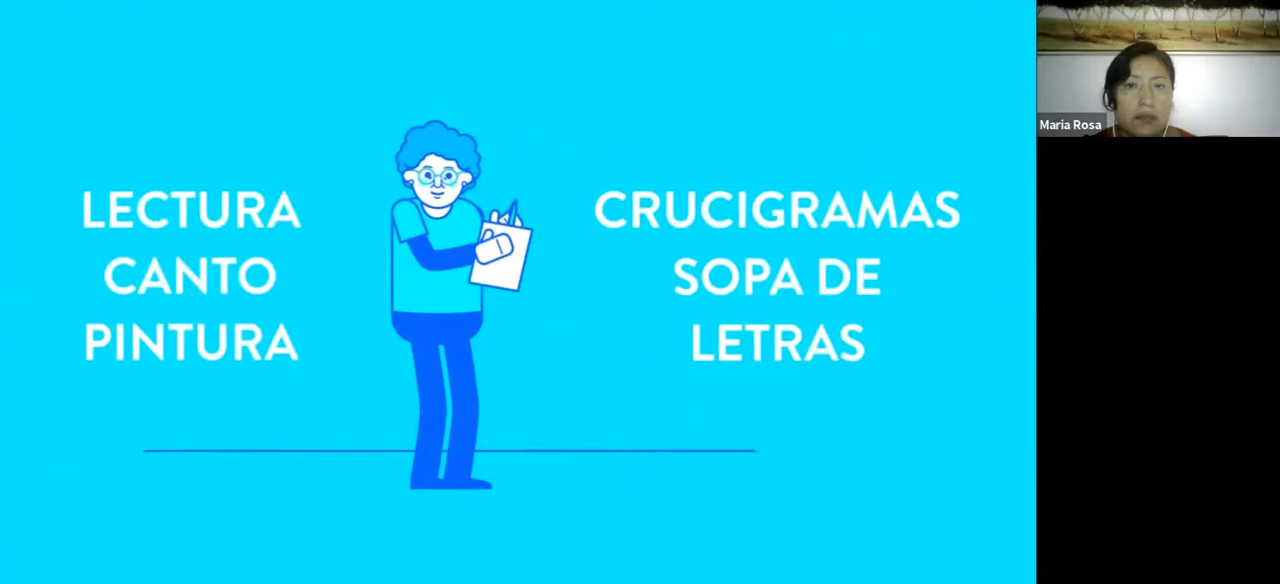 LECTURA
CANTO
PINTURA
CRUCIGRAMAS
SOPA DE
LETRAS
Maria Rosa